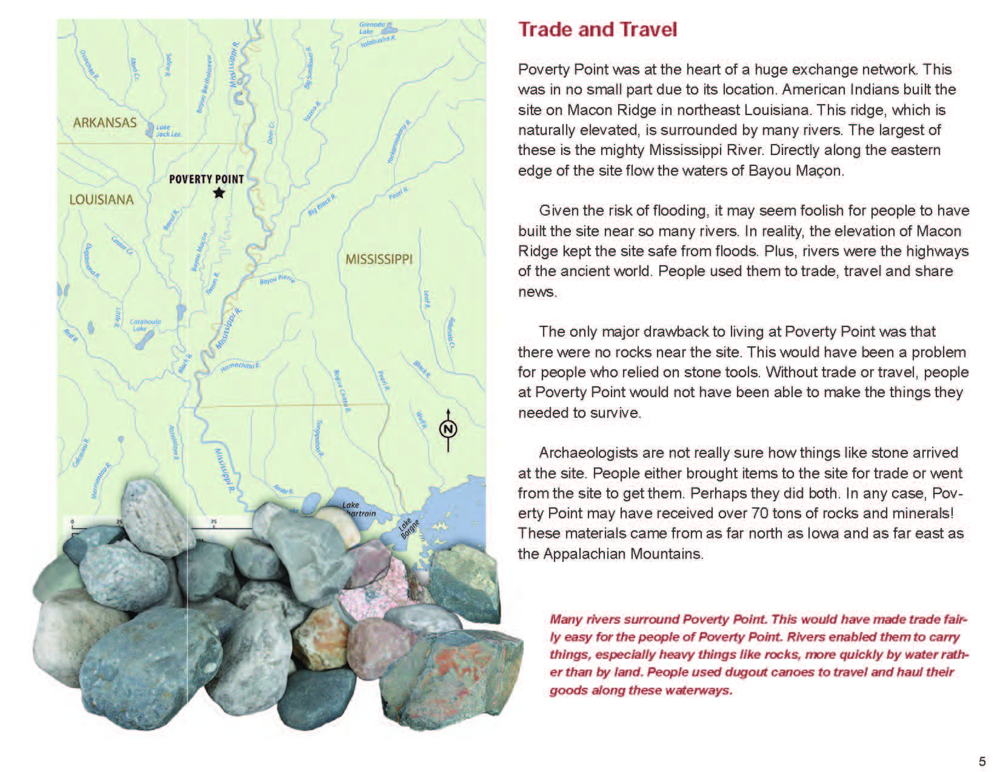 Grenada
Lake
Yalobusha R.
Ouachita R.
Moro Cr.
Saline R.
Bayou Bartholomew
Mississippi R.
Big Sunflower R.
Yazoo R.
Deer Cr.
Yockanookany R.
ARKANSAS
Lake
Jack Lee
POVERTY POINT
LOUISIANA
Boeuf R.
Big Black R.
Pearl R.
Castor Cr.
Dugdemona R.
Bayou Maçon
Tensas R.
MISSISSIPPI
Bayou Pierre
Leaf R.
Tallahala Cr.
Little R.
Catahoula
Lake
Red R.
Mississippi R.
Black R.
Homochitto R.
Bogue Chitto R.
Pearl R.
Black R.
Wolf R.
N
Tangipahoa R.
Atchafalaya R.
Calcasieu R.
Mermentau R.
Mississippi R.
Amite R.
Lake
Lake
Borgne
0 25 75
Trade and Travel
Poverty Point was at the heart of a huge exchange network. This
was in no small part due to its location. American Indians built the
site on Macon Ridge in northeast Louisiana. This ridge, which is
naturally elevated, is surrounded by many rivers. The largest of
these is the mighty Mississippi River. Directly along the eastern
edge of the site flow the waters of Bayou Maçon.
Given the risk of flooding, it may seem foolish for people to have
built the site near so many rivers. In reality, the elevation of Macon
Ridge kept the site safe from floods. Plus, rivers were the highways
of the ancient world. People used them to trade, travel and share
news.
The only major drawback to living at Poverty Point was that
there were no rocks near the site. This would have been a problem
for people who relied on stone tools. Without trade or travel, people
at Poverty Point would not have been able to make the things they
needed to survive.
Archaeologists are not really sure how things like stone arrived
at the site. People either brought items to the site for trade or went
from the site to get them. Perhaps they did both. In any case, Pov-
erty Point may have received over 70 tons of rocks and minerals!
These materials came from as far north as Iowa and as far east as
the Appalachian Mountains.
Many rivers surround Poverty Point. This would have made trade fair-
ly easy for the people of Poverty Point. Rivers enabled them to carry
things, especially heavy things like rocks, more quickly by water rath-
er than by land. People used dugout canoes to travel and haul their
goods along these waterways.
5